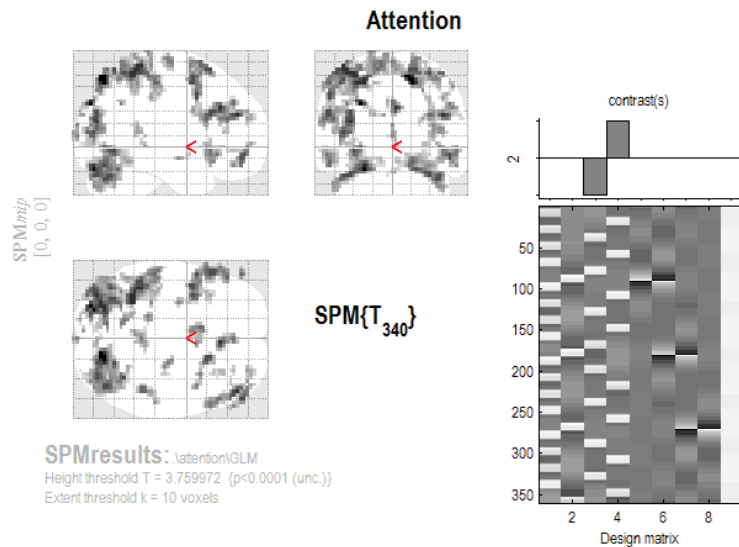 Attention
SPMmip
[0, 0, 0]
<
<
<
SPM{T340}
contrast(s)
2
50
100
150
200
250
300
350
2 4 6 8
Design matrix
SPMresults: .\attention\GLM
Height threshold T = 3.759972 {p<0.0001 (unc.)}
Extent threshold k = 10 voxels